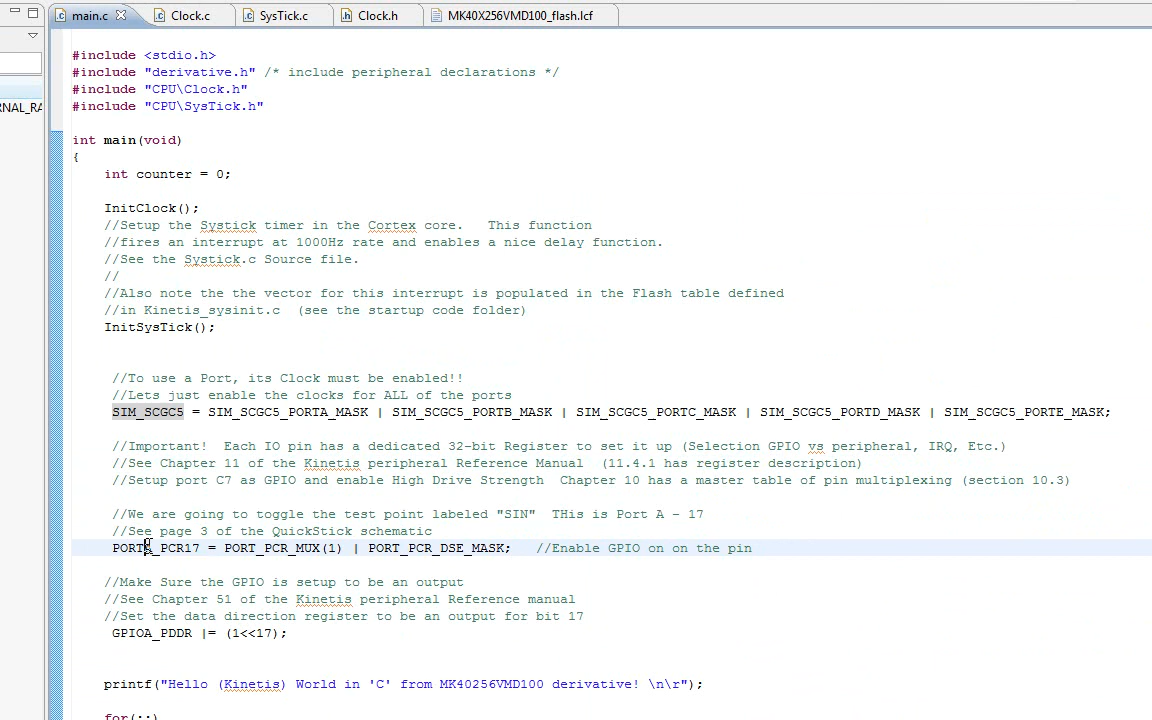 main.c Clock.c SysTick.c Clock.h MK40X256VMD100_flash.lcf
#include <stdio.h>
#include "derivative.h" /* include peripheral declarations */
#include "CPU\Clock.h"
#include "CPU\SysTick.h"
NAL_RA
int main(void)
{
int counter = 0;
InitClock();
//Setup the Systick timer in the Cortex core.   This function
//fires an interrupt at 1000Hz rate and enables a nice delay function.
//See the Systick.c Source file.
//
//Also note the the vector for this interrupt is populated in the Flash table defined
//in Kinetis_sysinit.c  (see the startup code folder)
InitSysTick();
//To use a Port, its Clock must be enabled!!
//Lets just enable the clocks for ALL of the ports
SIM_SCGC5 = SIM_SCGC5_PORTA_MASK | SIM_SCGC5_PORTB_MASK | SIM_SCGC5_PORTC_MASK | SIM_SCGC5_PORTD_MASK | SIM_SCGC5_PORTE_MASK;
//Important!  Each IO pin has a dedicated 32-bit Register to set it up (Selection GPIO vs peripheral, IRQ, Etc.)
//See Chapter 11 of the Kinetis peripheral Reference Manual  (11.4.1 has register description)
//Setup port C7 as GPIO and enable High Drive Strength  Chapter 10 has a master table of pin multiplexing (section 10.3)
//We are going to toggle the test point labeled "SIN"  THis is Port A - 17
//See page 3 of the QuickStick schematic
PORTA_PCR17 = PORT_PCR_MUX(1) | PORT_PCR_DSE_MASK;   //Enable GPIO on on the pin
//Make Sure the GPIO is setup to be an output
//See Chapter 51 of the Kinetis peripheral Reference manual
//Set the data direction register to be an output for bit 17
GPIOA_PDDR |= (1<<17);
printf("Hello (Kinetis) World in 'C' from MK40256VMD100 derivative! \n\r");
for(;;)